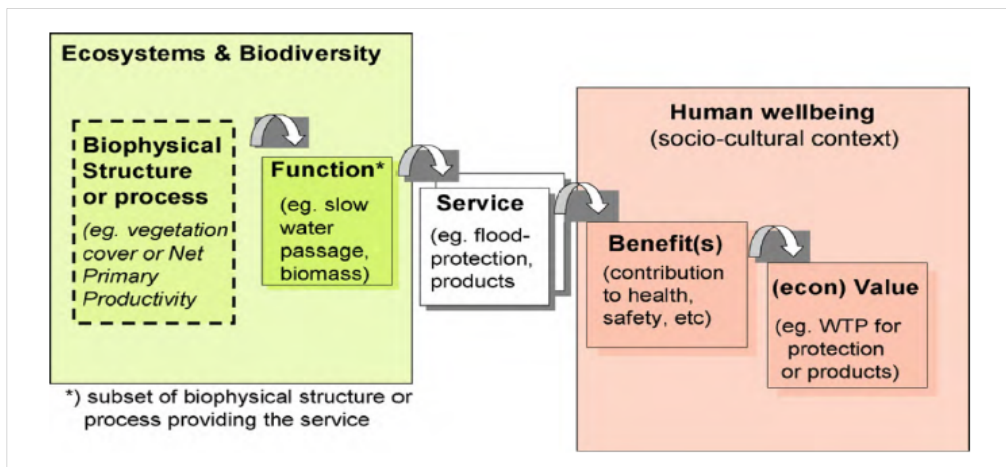 Ecosystems & Biodiversity
Biophysical
Structure
or process
(eg. vegetation
cover or Net
Primary
Productivity
Function*
(eg. slow
water
passage,
biomass)
Service
(eg. flood-
protection,
products
Human wellbeing
(socio-cultural context)
Benefit(s)
(contribution
to health,
safety, etc)
(econ) Value
(eg. WTP for
protection
or products)
*) subset of biophysical structure or
process providing the service